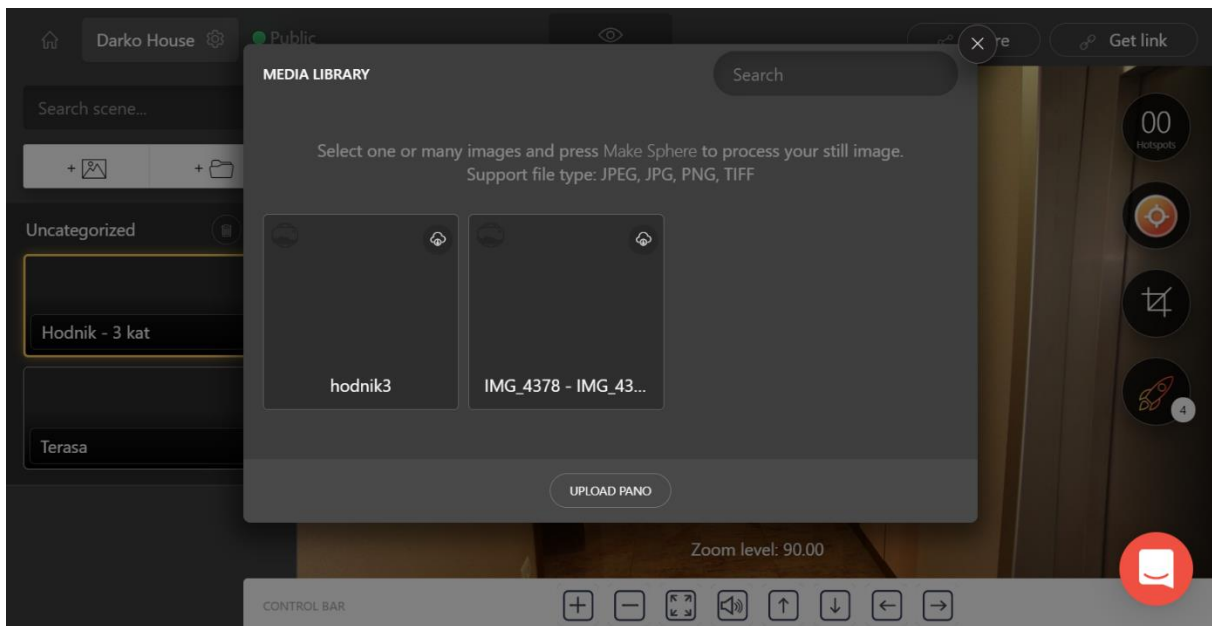 Darko House
Public
re
Get link
MEDIA LIBRARY
Search
Search scene...
Select one or many images and press Make Sphere to process your still image.
Support file type: JPEG, JPG, PNG, TIFF
00
Hotspots
+
+
Uncategorized
Hodnik - 3 kat
hodnik3
IMG_4378 - IMG_43...
4
Terasa
UPLOAD PANO
Zoom level: 90.00
CONTROL BAR